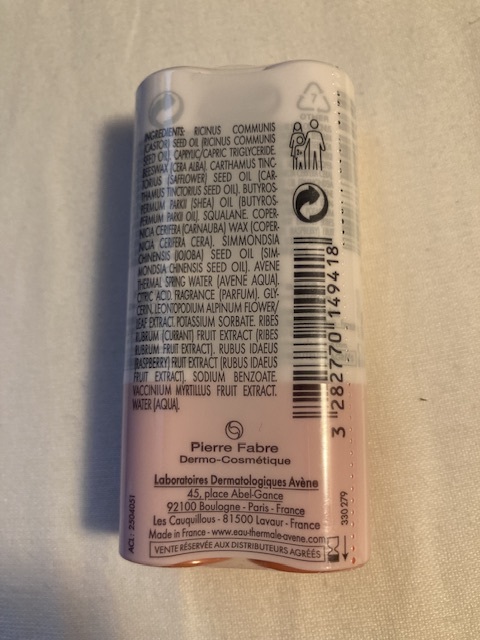 7
INGREDIENTS: RICINUS COMMUNIS
(CASTOR) SEED OIL (RICINUS COMMUNIS
SEED OIL). CAPRYLIC/CAPRIC TRIGLYCERIDE.
BEESWAX (CERA ALBA). CARTHAMUS TINC-
TORIUS (SAFFLOWER) SEED OIL (CAR-
THAMUS TINCTORIUS SEED OIL). BUTYROS-
PERMUM PARKII (SHEA) OIL (BUTYROS-
PERMUM PARKII OIL). SQUALANE. COPER-
NICIA CERIFERA (CARNAUBA) WAX (COPER-
NICIA CERIFERA CERA). SIMMONDSIA
CHINENSIS (JOJOBA) SEED OIL (SIM-
MONDSIA CHINENSIS SEED OIL). AVENE
THERMAL SPRING WATER (AVENE AQUA).
CITRIC ACID. FRAGRANCE (PARFUM). GLY-
CERIN. LEONTOPODIUM ALPINUM FLOWER/
LEAF EXTRACT. POTASSIUM SORBATE. RIBES
RUBRUM (CURRANT) FRUIT EXTRACT (RIBES
RUBRUM FRUIT EXTRACT). RUBUS IDAEUS
(RASPBERRY) FRUIT EXTRACT (RUBUS IDAEUS
FRUIT EXTRACT). SODIUM BENZOATE.
VACCINIUM MYRTILLUS FRUIT EXTRACT.
WATER (AQUA).
3 282770 149418
Pierre Fabre
Dermo-Cosmétique
Laboratoires Dermatologiques Avène
45, place Abel-Gance
92100 Boulogne - Paris - France
Les Cauquillous - 81500 Lavaur - France
Made in France - www.eau-thermale-avene.com
VENTE RÉSERVÉE AUX DISTRIBUTEURS AGRÉÉS
ACL : 2504051
330279